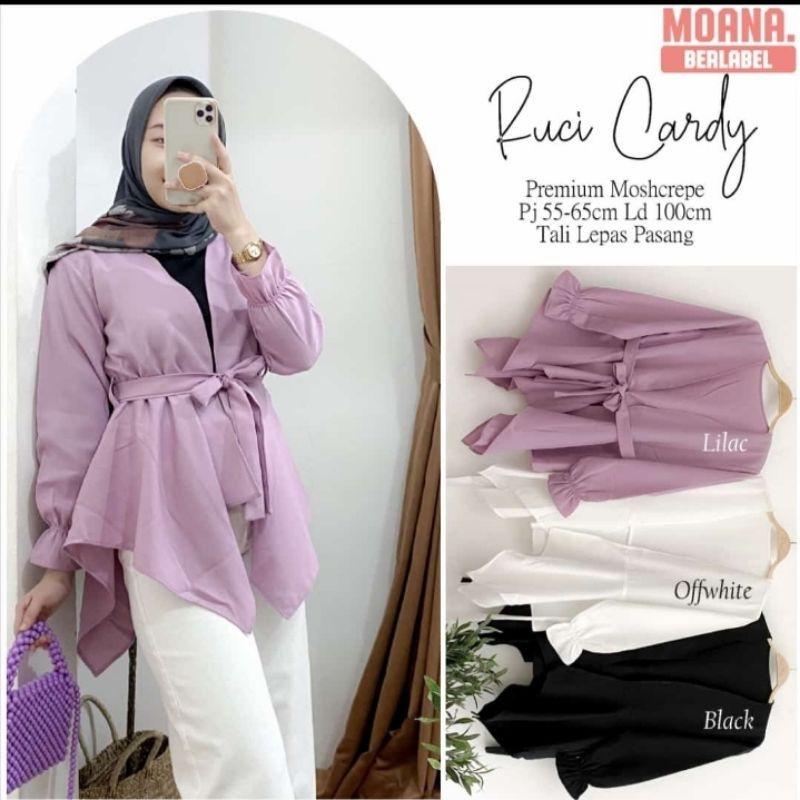 MOANA.
BERLABEL
Ruci Cardy
Premium Moshcrepe
Pj 55-65cm Ld 100cm
Tali Lepas Pasang
Lilac
Offwhite
Black